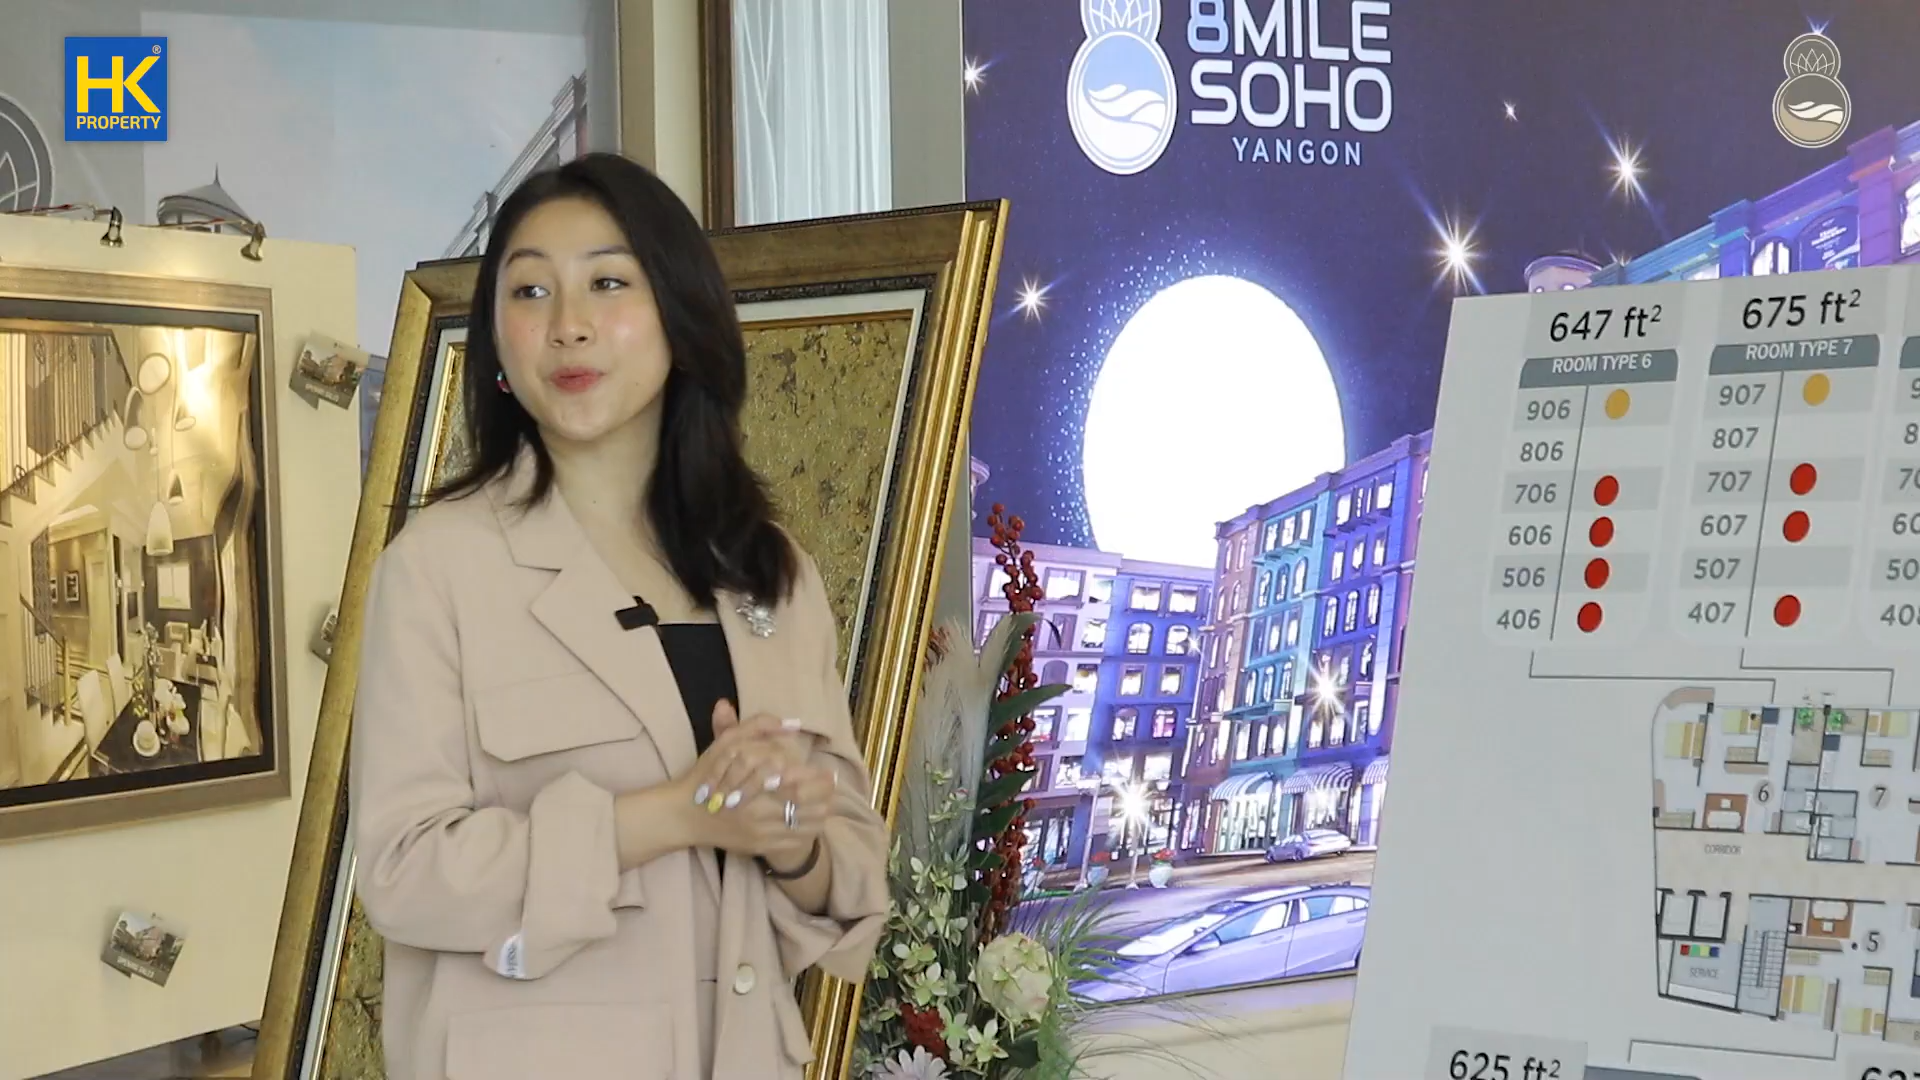 HK
PROPERTY
8MILE
SOHO
YANGON
647 ft²
ROOM TYPE 6
906
806
706
606
506
406
675 ft²
ROOM TYPE 7
907
807
707
607
507
407
6
7
CORRIDOR
5
SERVICE
625 ft²